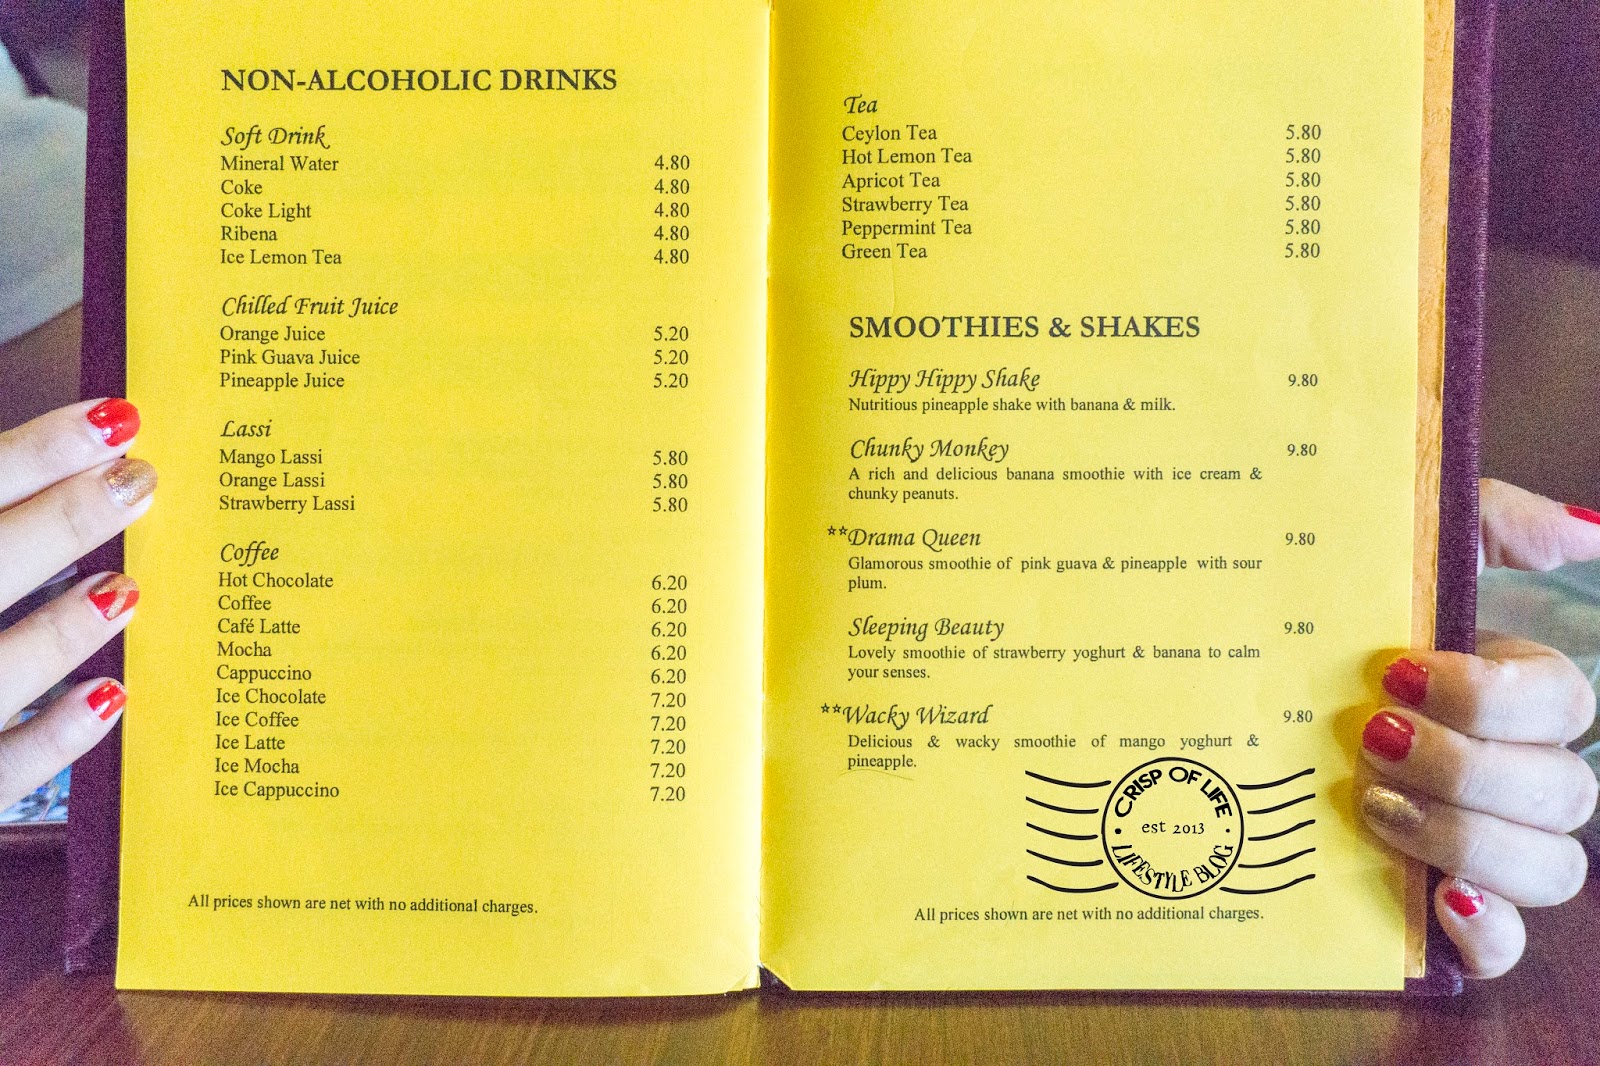 NON-ALCOHOLIC DRINKS
Soft Drink
Mineral Water 4.80
Coke 4.80
Coke Light 4.80
Ribena 4.80
Ice Lemon Tea 4.80
Chilled Fruit Juice
Orange Juice 5.20
Pink Guava Juice 5.20
Pineapple Juice 5.20
Lassi
Mango Lassi 5.80
Orange Lassi 5.80
Strawberry Lassi 5.80
Coffee
Hot Chocolate 6.20
Coffee 6.20
Café Latte 6.20
Mocha 6.20
Cappuccino 6.20
Ice Chocolate 7.20
Ice Coffee 7.20
Ice Latte 7.20
Ice Mocha 7.20
Ice Cappuccino 7.20
All prices shown are net with no additional charges.
Tea
Ceylon Tea 5.80
Hot Lemon Tea 5.80
Apricot Tea 5.80
Strawberry Tea 5.80
Peppermint Tea 5.80
Green Tea 5.80
SMOOTHIES & SHAKES
Hippy Hippy Shake 9.80
Nutritious pineapple shake with banana & milk.
Chunky Monkey 9.80
A rich and delicious banana smoothie with ice cream &
chunky peanuts.
☆☆Drama Queen 9.80
Glamorous smoothie of pink guava & pineapple with sour
plum.
Sleeping Beauty 9.80
Lovely smoothie of strawberry yoghurt & banana to calm
your senses.
☆☆Wacky Wizard 9.80
Delicious & wacky smoothie of mango yoghurt &
pineapple.
CRISP OF LIFE
est 2013
LIFESTYLE BLOG
All prices shown are net with no additional charges.